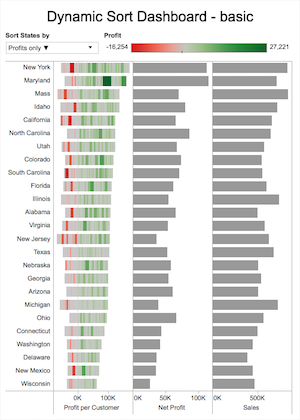 Dynamic Sort Dashboard - basic
Sort States by Profit
Profits only ▼ -16,254 27,221
New York
Maryland
Mass
Idaho
California
North Carolina
Utah
Colorado
South Carolina
Florida
Illinois
Alabama
Virginia
New Jersey
Texas
Nebraska
Georgia
Arizona
Michigan
Ohio
Connecticut
Washington
Delaware
New Mexico
Wisconsin
0K 100K 0K 50K 100K 0K 500K
Profit per Customer Net Profit Sales